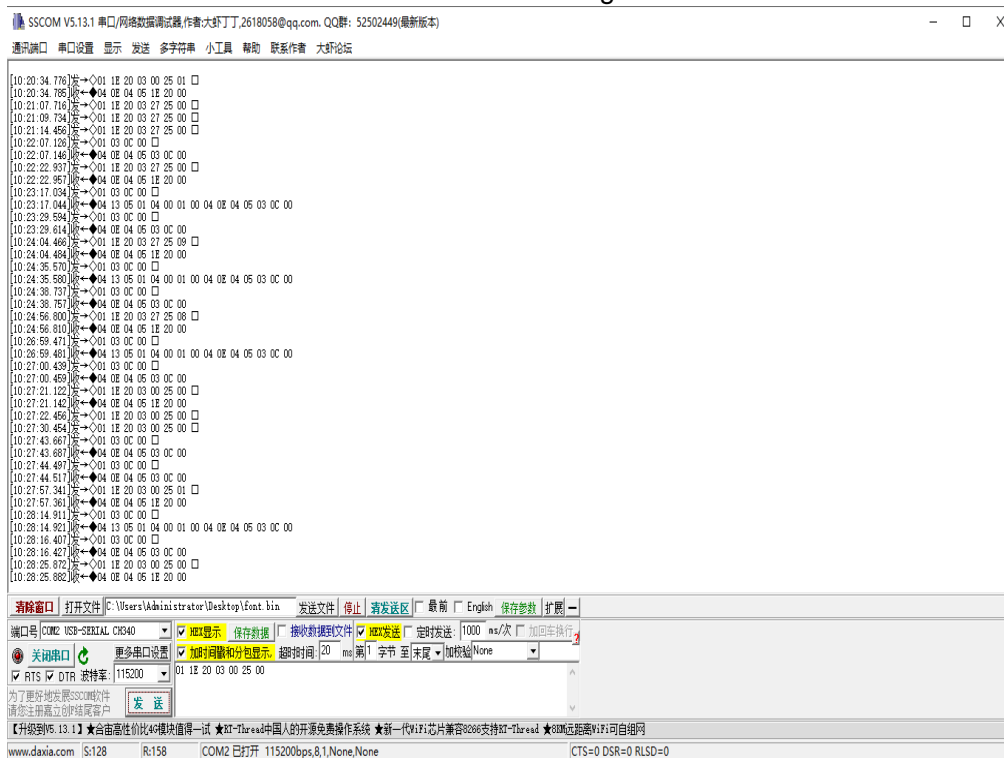 SSCOM V5.13.1 串口/网络数据调试器,作者:大虾丁丁,2618058@qq.com. QQ群: 52502449(最新版本)
通讯端口 串口设置 显示 发送 多字符串 小工具 帮助 联系作者 大虾论坛
[10:20:34.776]发→◇01 1E 20 03 00 25 01 □
[10:20:34.785]收←◆04 0E 04 05 1E 20 00
[10:21:07.716]发→◇01 1E 20 03 27 25 00 □
[10:21:09.734]发→◇01 1E 20 03 27 25 00 □
[10:21:14.456]发→◇01 1E 20 03 27 25 00 □
[10:22:07.126]发→◇01 03 0C 00 □
[10:22:07.146]收←◆04 0E 04 05 03 0C 00
[10:22:22.937]发→◇01 1E 20 03 27 25 00 □
[10:22:22.957]收←◆04 0E 04 05 1E 20 00
[10:23:17.034]发→◇01 03 0C 00 □
[10:23:17.044]收←◆04 13 05 01 04 00 01 00 04 0E 04 05 03 0C 00
[10:23:29.594]发→◇01 03 0C 00 □
[10:23:29.614]收←◆04 0E 04 05 03 0C 00
[10:24:04.466]发→◇01 1E 20 03 27 25 09 □
[10:24:04.484]收←◆04 0E 04 05 1E 20 00
[10:24:35.570]发→◇01 03 0C 00 □
[10:24:35.580]收←◆04 13 05 01 04 00 01 00 04 0E 04 05 03 0C 00
[10:24:38.737]发→◇01 03 0C 00 □
[10:24:38.757]收←◆04 0E 04 05 03 0C 00
[10:24:56.800]发→◇01 1E 20 03 27 25 08 □
[10:24:56.810]收←◆04 0E 04 05 1E 20 00
[10:26:59.471]发→◇01 03 0C 00 □
[10:26:59.481]收←◆04 13 05 01 04 00 01 00 04 0E 04 05 03 0C 00
[10:27:00.439]发→◇01 03 0C 00 □
[10:27:00.459]收←◆04 0E 04 05 03 0C 00
[10:27:21.122]发→◇01 1E 20 03 00 25 00 □
[10:27:21.142]收←◆04 0E 04 05 1E 20 00
[10:27:22.456]发→◇01 1E 20 03 00 25 00 □
[10:27:30.454]发→◇01 1E 20 03 00 25 00 □
[10:27:43.667]发→◇01 03 0C 00 □
[10:27:43.687]收←◆04 0E 04 05 03 0C 00
[10:27:44.497]发→◇01 03 0C 00 □
[10:27:44.517]收←◆04 0E 04 05 03 0C 00
[10:27:57.341]发→◇01 1E 20 03 00 25 01 □
[10:27:57.361]收←◆04 0E 04 05 1E 20 00
[10:28:14.911]发→◇01 03 0C 00 □
[10:28:14.921]收←◆04 13 05 01 04 00 01 00 04 0E 04 05 03 0C 00
[10:28:16.407]发→◇01 03 0C 00 □
[10:28:16.427]收←◆04 0E 04 05 03 0C 00
[10:28:25.872]发→◇01 1E 20 03 00 25 00 □
[10:28:25.882]收←◆04 0E 04 05 1E 20 00
清除窗口 打开文件 C:\Users\Administrator\Desktop\font.bin 发送文件 停止 清发送区 最前 English 保存参数 扩展 —
端口号 COM2 USB-SERIAL CH340 HEX显示 保存数据 接收数据到文件 HEX发送 定时发送: 1000 ms/次 加回车换行
关闭串口 更多串口设置 加时间戳和分包显示. 超时时间: 20 ms 第1 字节 至 末尾 加校验 None
RTS DTR 波特率: 115200 01 1E 20 03 00 25 00
为了更好地发展SSCOM软件
请您注册嘉立创F结尾客户 发 送
【升级到V5.13.1】★合宙高性价比4G模块值得一试 ★RT-Thread中国人的开源免费操作系统 ★新一代WiFi芯片兼容8266支持RT-Thread ★8KM远距离WiFi可自组网
www.daxia.com S:128 R:158 COM2 已打开 115200bps,8,1,None,None CTS=0 DSR=0 RLSD=0